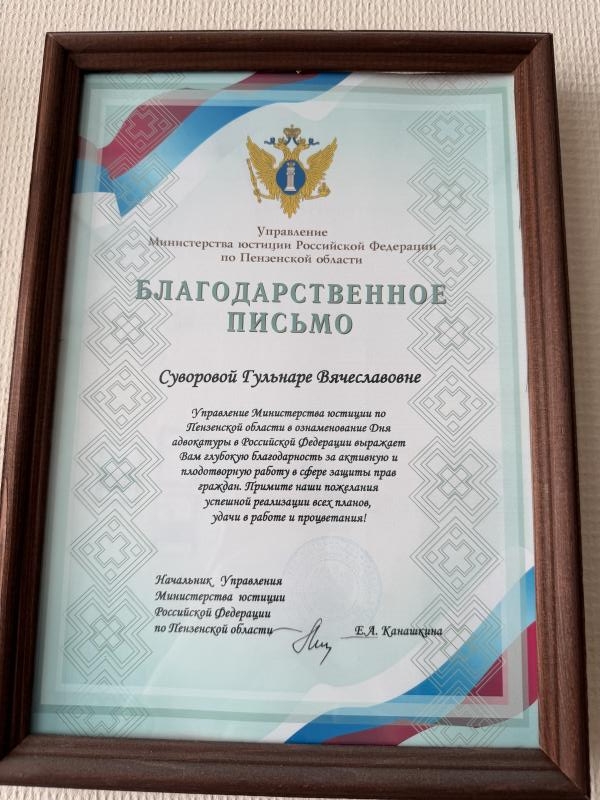 Управление
Министерства юстиции Российской Федерации
по Пензенской области
БЛАГОДАРСТВЕННОЕ
ПИСЬМО
Суворовой Гульнаре Вячеславовне
Управление Министерства юстиции по
Пензенской области в ознаменование Дня
адвокатуры в Российской Федерации выражает
Вам глубокую благодарность за активную и
плодотворную работу в сфере защиты прав
граждан. Примите наши пожелания
успешной реализации всех планов,
удачи в работе и процветания!
Начальник Управления
Министерства юстиции
Российской Федерации
по Пензенской области
Е.А. Канашкина